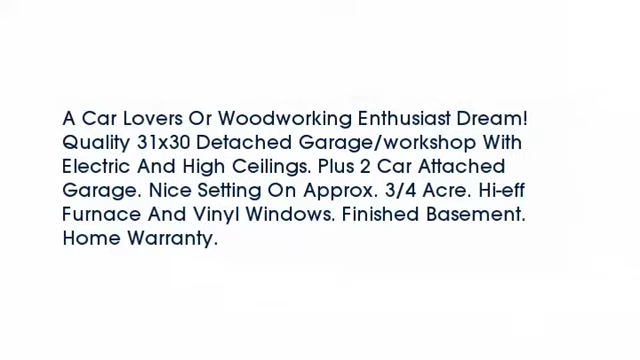 A Car Lovers Or Woodworking Enthusiast Dream!
Quality 31x30 Detached Garage/workshop With
Electric And High Ceilings. Plus 2 Car Attached
Garage. Nice Setting On Approx. 3/4 Acre. Hi-eff
Furnace And Vinyl Windows. Finished Basement.
Home Warranty.